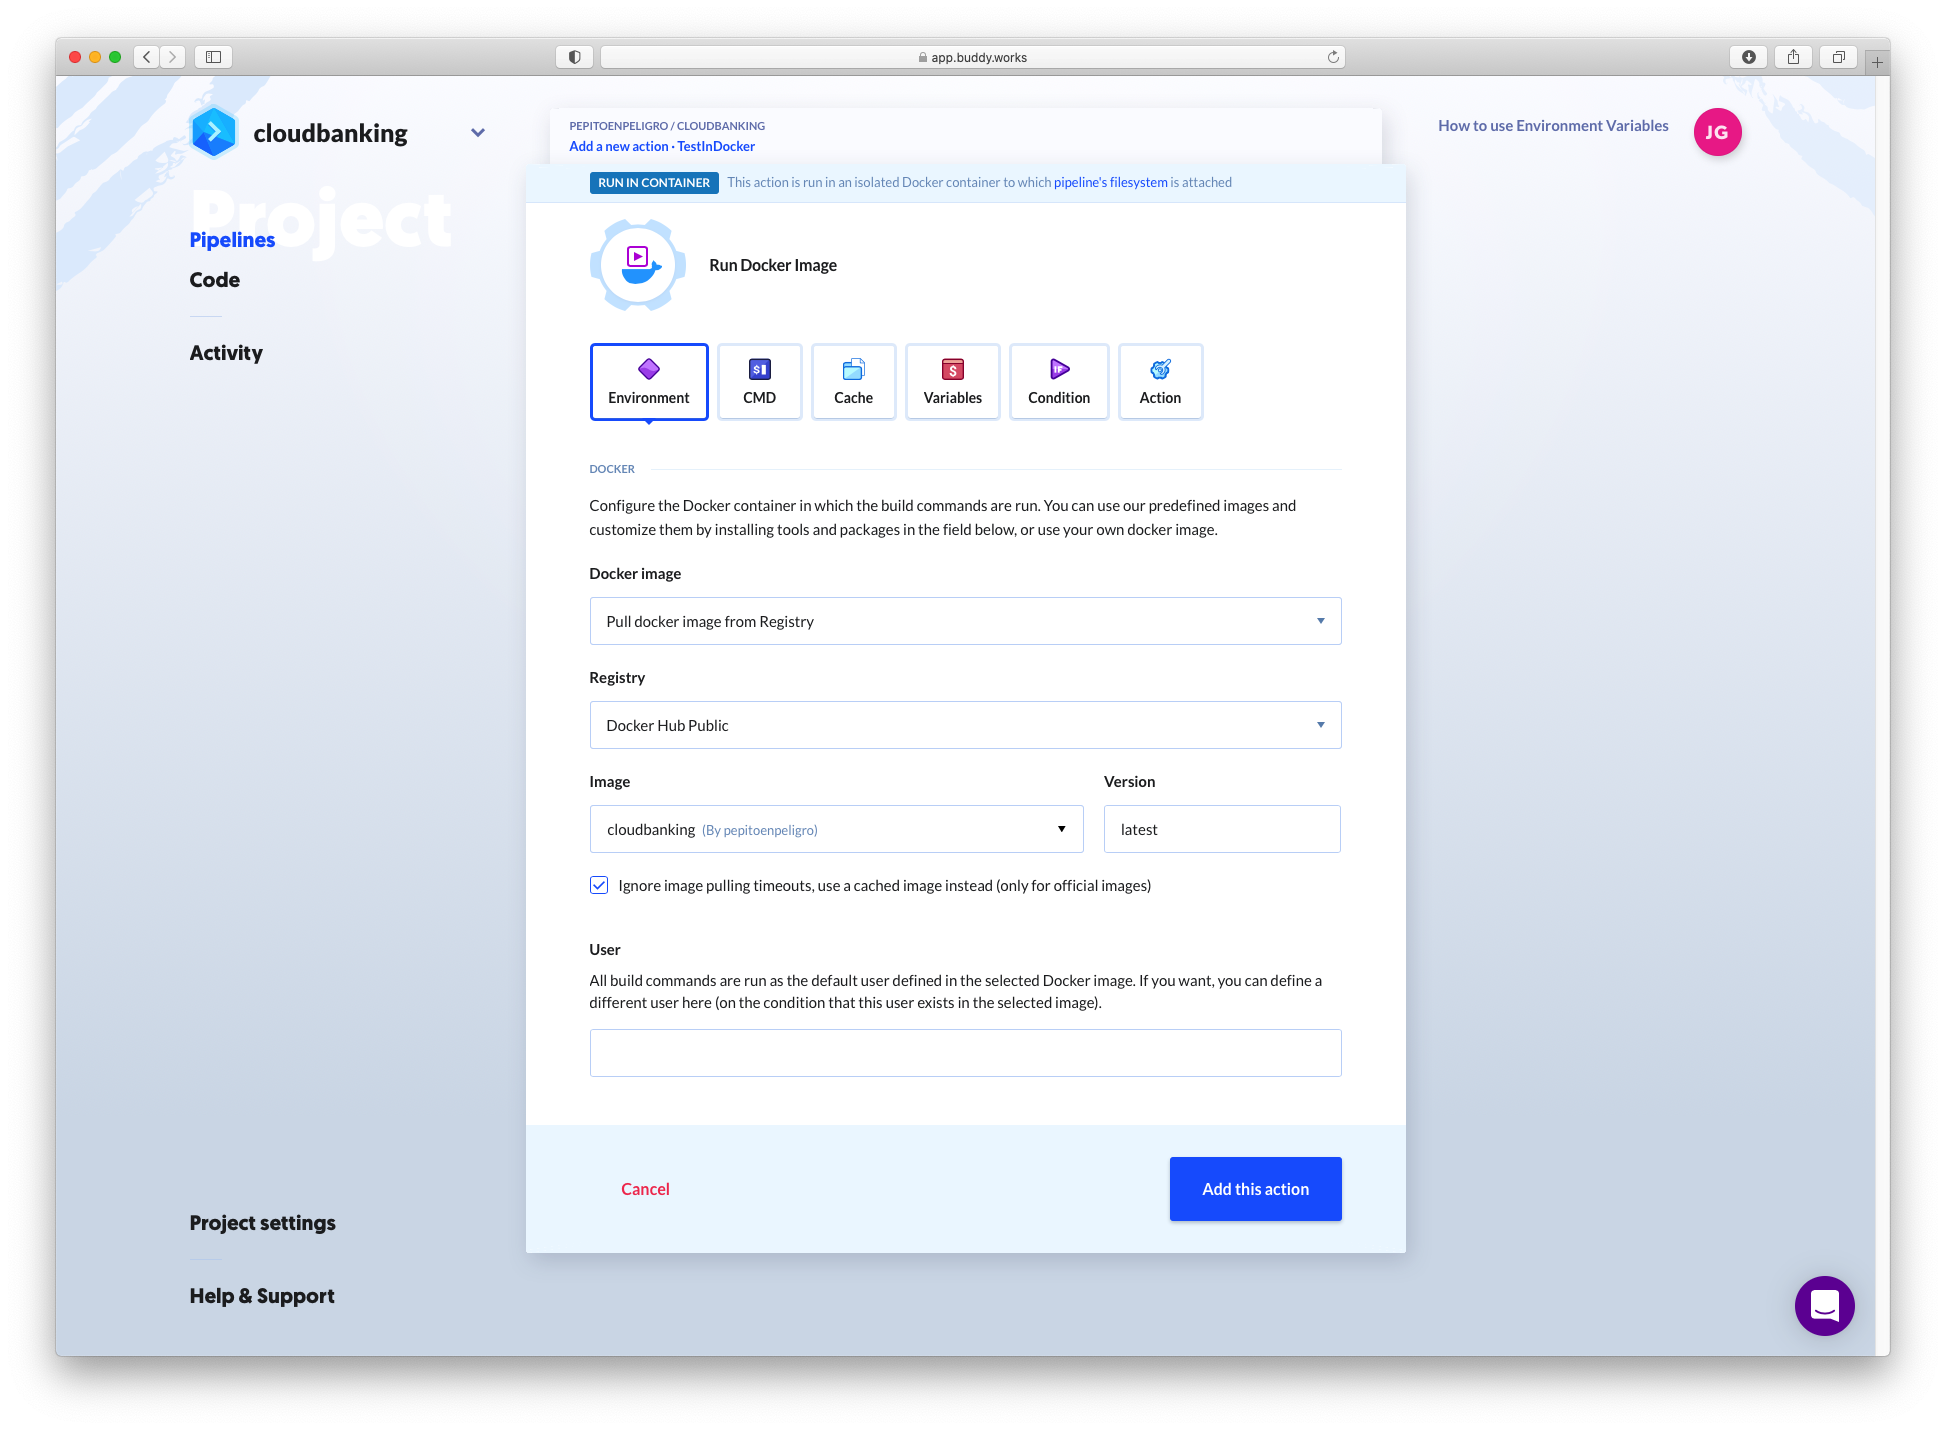 app.buddy.works
cloudbanking
PEPITOENPELIGRO / CLOUDBANKING
Add a new action · TestInDocker
How to use Environment Variables
JG
Project
Pipelines
Code
Activity
RUN IN CONTAINER This action is run in an isolated Docker container to which pipeline's filesystem is attached
Run Docker Image
$
$
IF
Environment CMD Cache Variables Condition Action
DOCKER
Configure the Docker container in which the build commands are run. You can use our predefined images and
customize them by installing tools and packages in the field below, or use your own docker image.
Docker image
Pull docker image from Registry
Registry
Docker Hub Public
Image Version
cloudbanking (By pepitoenpeligro) latest
Ignore image pulling timeouts, use a cached image instead (only for official images)
User
All build commands are run as the default user defined in the selected Docker image. If you want, you can define a
different user here (on the condition that this user exists in the selected image).
Cancel Add this action
Project settings
Help & Support